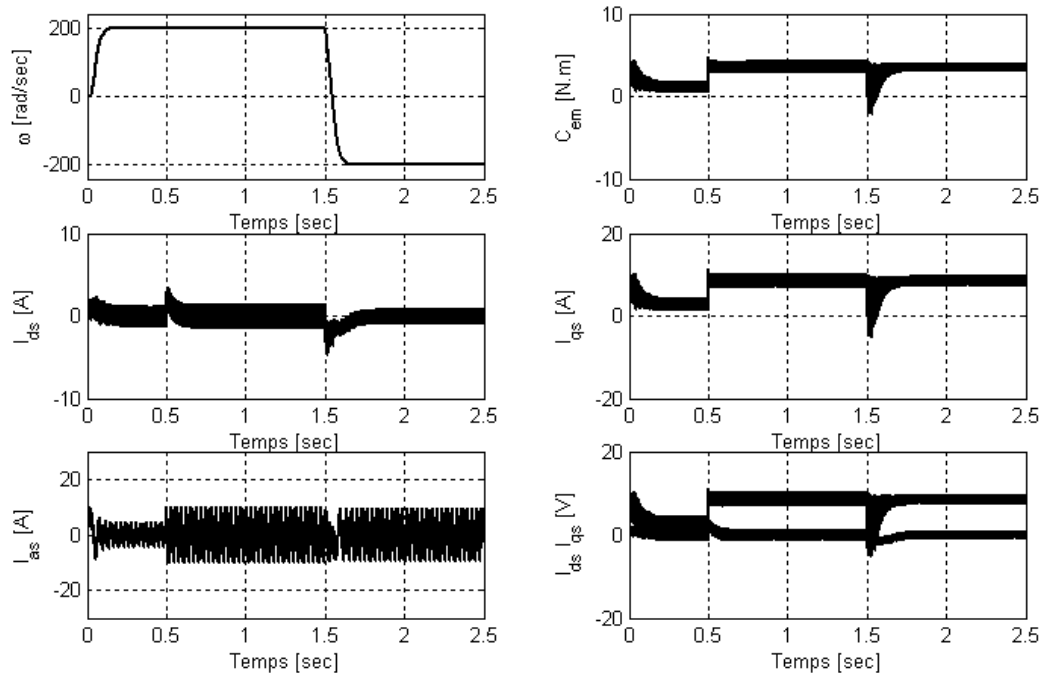 200
0
-200
ω [rad/sec]
0 0.5 1 1.5 2 2.5
Temps [sec]
10
0
-10
C_em [N.m]
0 0.5 1 1.5 2 2.5
Temps [sec]
10
0
-10
I_ds [A]
0 0.5 1 1.5 2 2.5
Temps [sec]
20
0
-20
I_qs [A]
0 0.5 1 1.5 2 2.5
Temps [sec]
20
0
-20
I_as [A]
0 0.5 1 1.5 2 2.5
Temps [sec]
20
10
0
-10
I_ds I_qs [V]
0 0.5 1 1.5 2 2.5
Temps [sec]